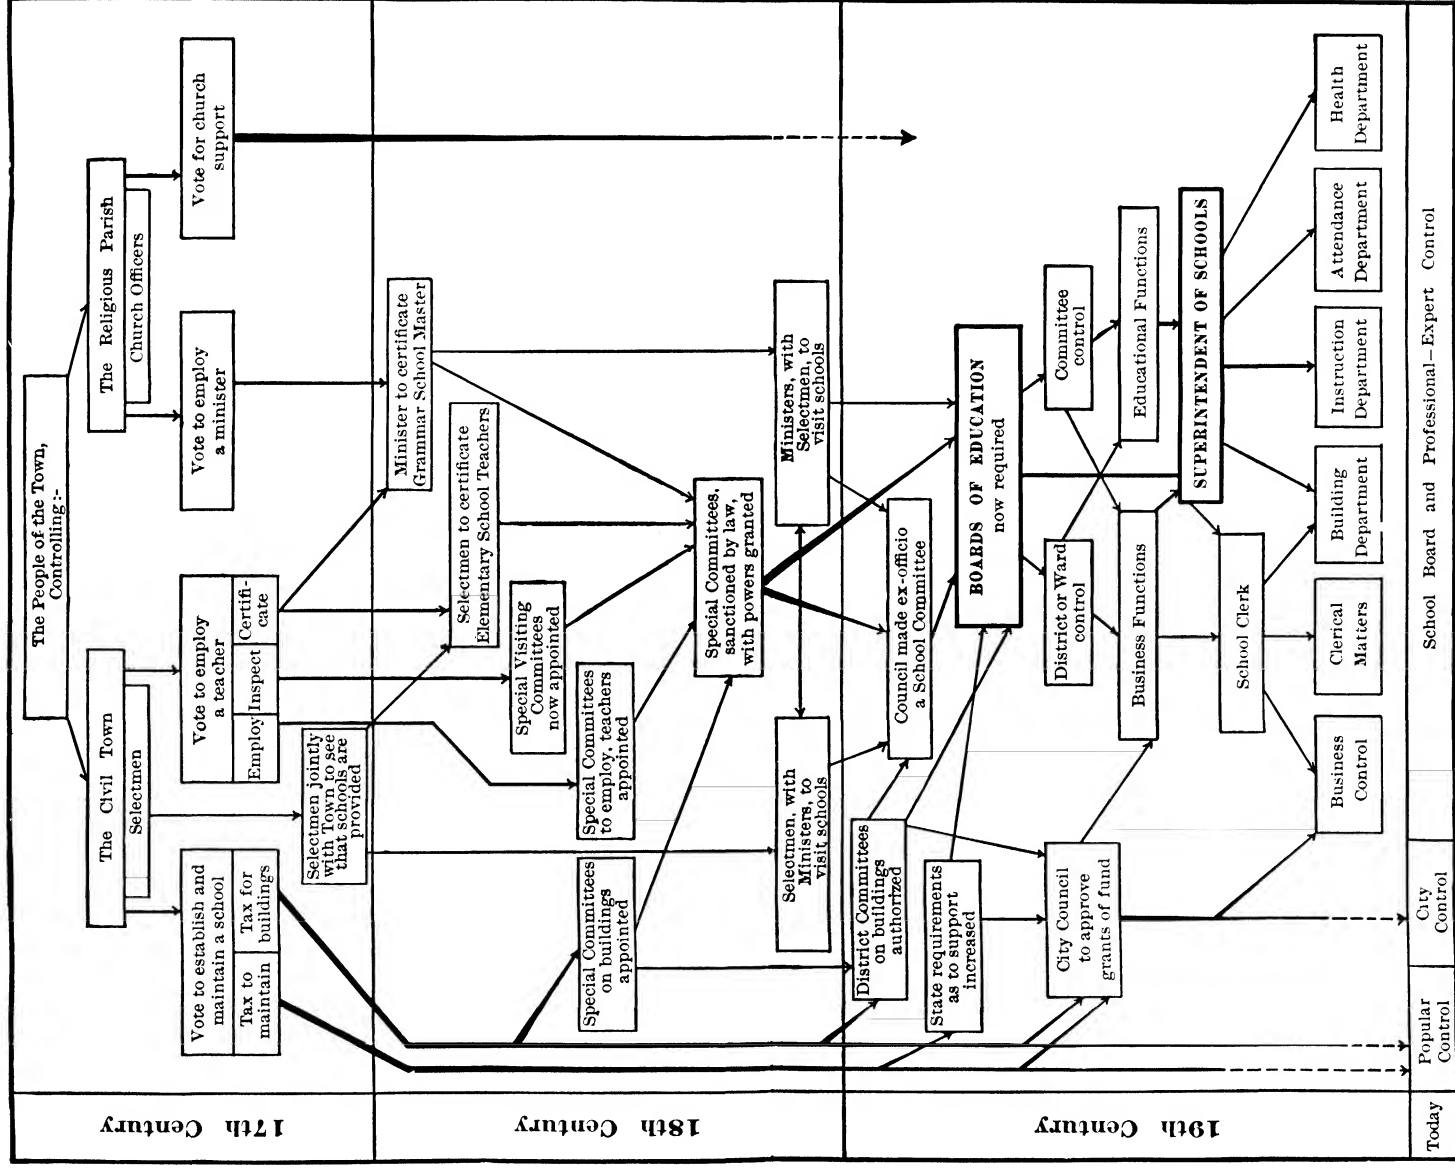 The People of the Town,
Controlling:-
The Civil Town
Selectmen
The Religious Parish
Church Officers
17th Century
Vote to establish and
maintain a school
Tax to
maintain
Tax for
buildings
Vote to employ
a teacher
Employ
Inspect
Certifi-
cate
Vote to employ
a minister
Vote for church
support
Selectmen jointly
with Town to see
that schools are
provided
18th Century
Minister to certificate
Grammar School Master
Selectmen to certificate
Elementary School Teachers
Special Visiting
Committees
now appointed
Special Committees
on buildings
appointed
Special Committees
to employ, teachers
appointed
Special Committees,
sanctioned by law,
with powers granted
Selectmen, with
Ministers, to
visit schools
Ministers, with
Selectmen, to
visit schools
19th Century
District Committees
on buildings
authorized
Council made ex-officio
a School Committee
State requirements
as to support
increased
BOARDS OF EDUCATION
now required
City Council
to approve
grants of fund
District or Ward
control
Committee
control
Business Functions
Educational Functions
SUPERINTENDENT OF SCHOOLS
School Clerk
Business
Control
Clerical
Matters
Building
Department
Instruction
Department
Attendance
Department
Health
Department
Today
Popular
Control
City
Control
School Board and Professional-Expert Control